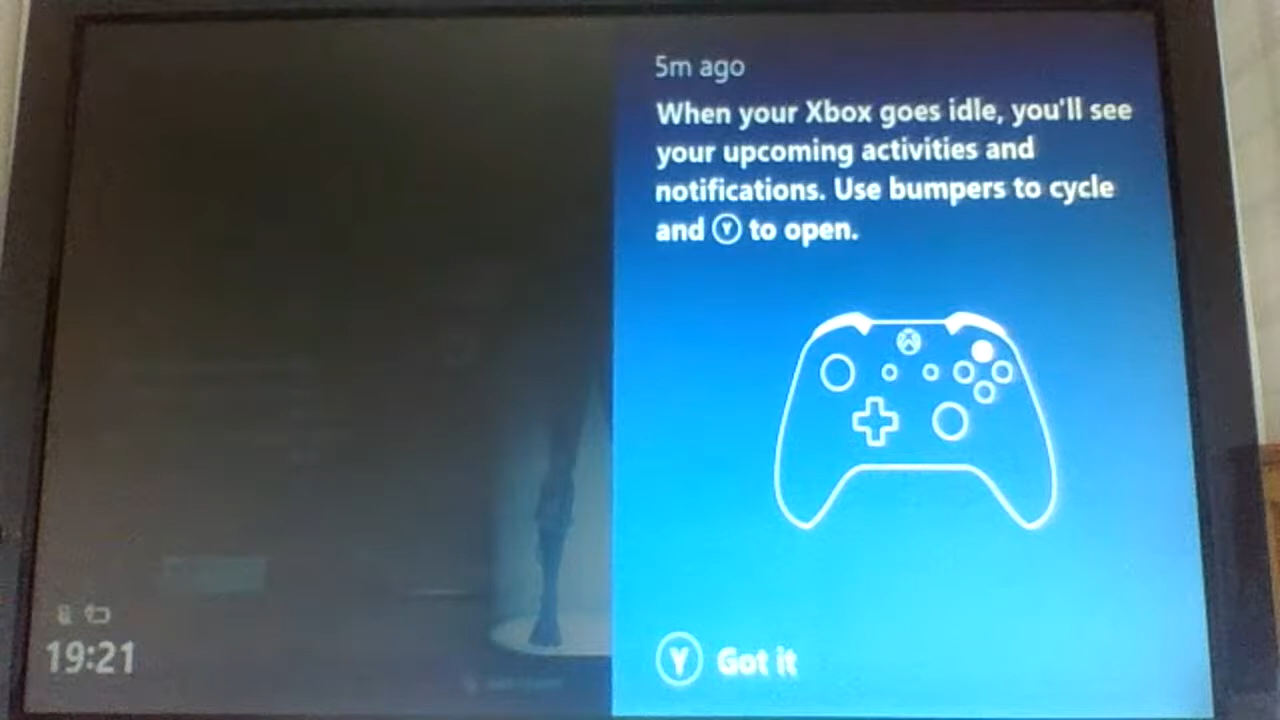 5m ago
When your Xbox goes idle, you'll see
your upcoming activities and
notifications. Use bumpers to cycle
and Ⓨ to open.
19:21
Ⓨ Got it